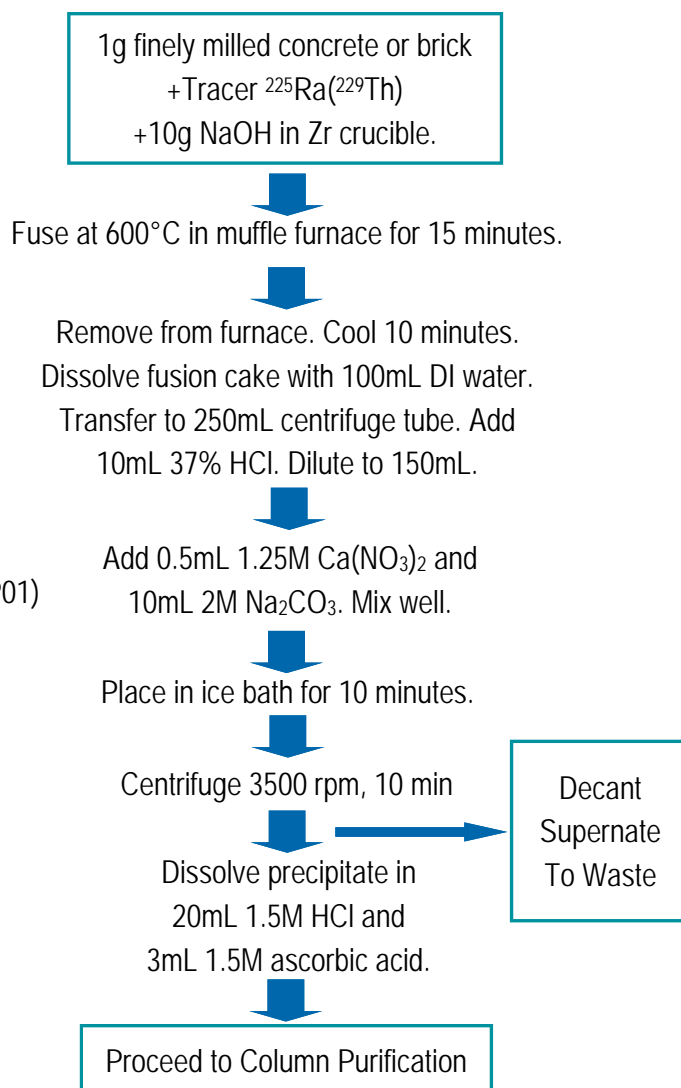 1g finely milled concrete or brick
+Tracer ²²⁵Ra(²²⁹Th)
+10g NaOH in Zr crucible.
Fuse at 600°C in muffle furnace for 15 minutes.
Remove from furnace. Cool 10 minutes.
Dissolve fusion cake with 100mL DI water.
Transfer to 250mL centrifuge tube. Add
10mL 37% HCl. Dilute to 150mL.
Add 0.5mL 1.25M Ca(NO₃)₂ and
10mL 2M Na₂CO₃. Mix well.
Place in ice bath for 10 minutes.
Centrifuge 3500 rpm, 10 min
Decant
Supernate
To Waste
Dissolve precipitate in
20mL 1.5M HCl and
3mL 1.5M ascorbic acid.
Proceed to Column Purification